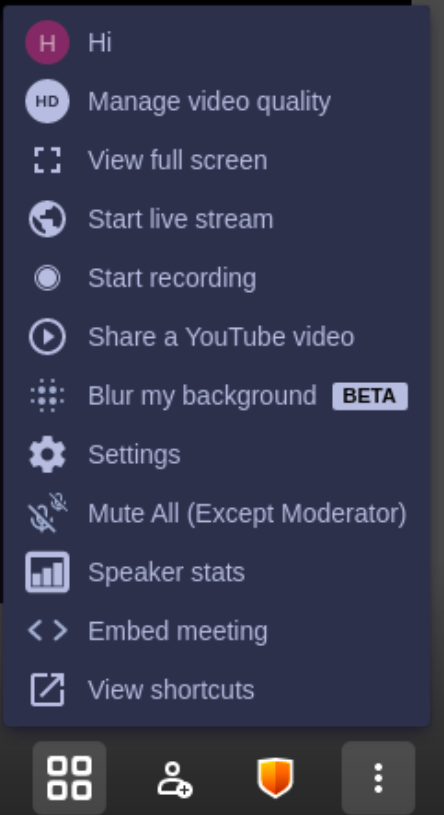 H Hi
HD Manage video quality
View full screen
Start live stream
Start recording
Share a YouTube video
Blur my background BETA
Settings
Mute All (Except Moderator)
Speaker stats
Embed meeting
View shortcuts